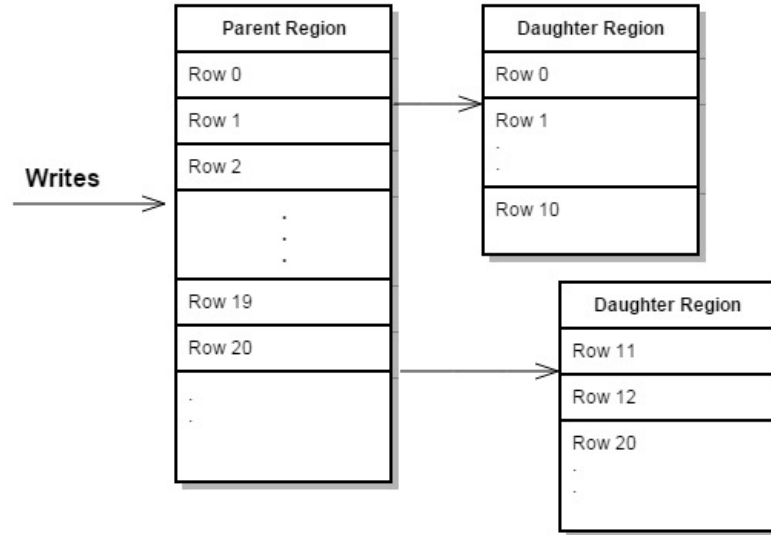 Parent Region
Row 0
Row 1
Row 2
.
.
.
Row 19
Row 20
.
.
Writes
Daughter Region
Row 0
Row 1
.
.
Row 10
Daughter Region
Row 11
Row 12
Row 20
.
.